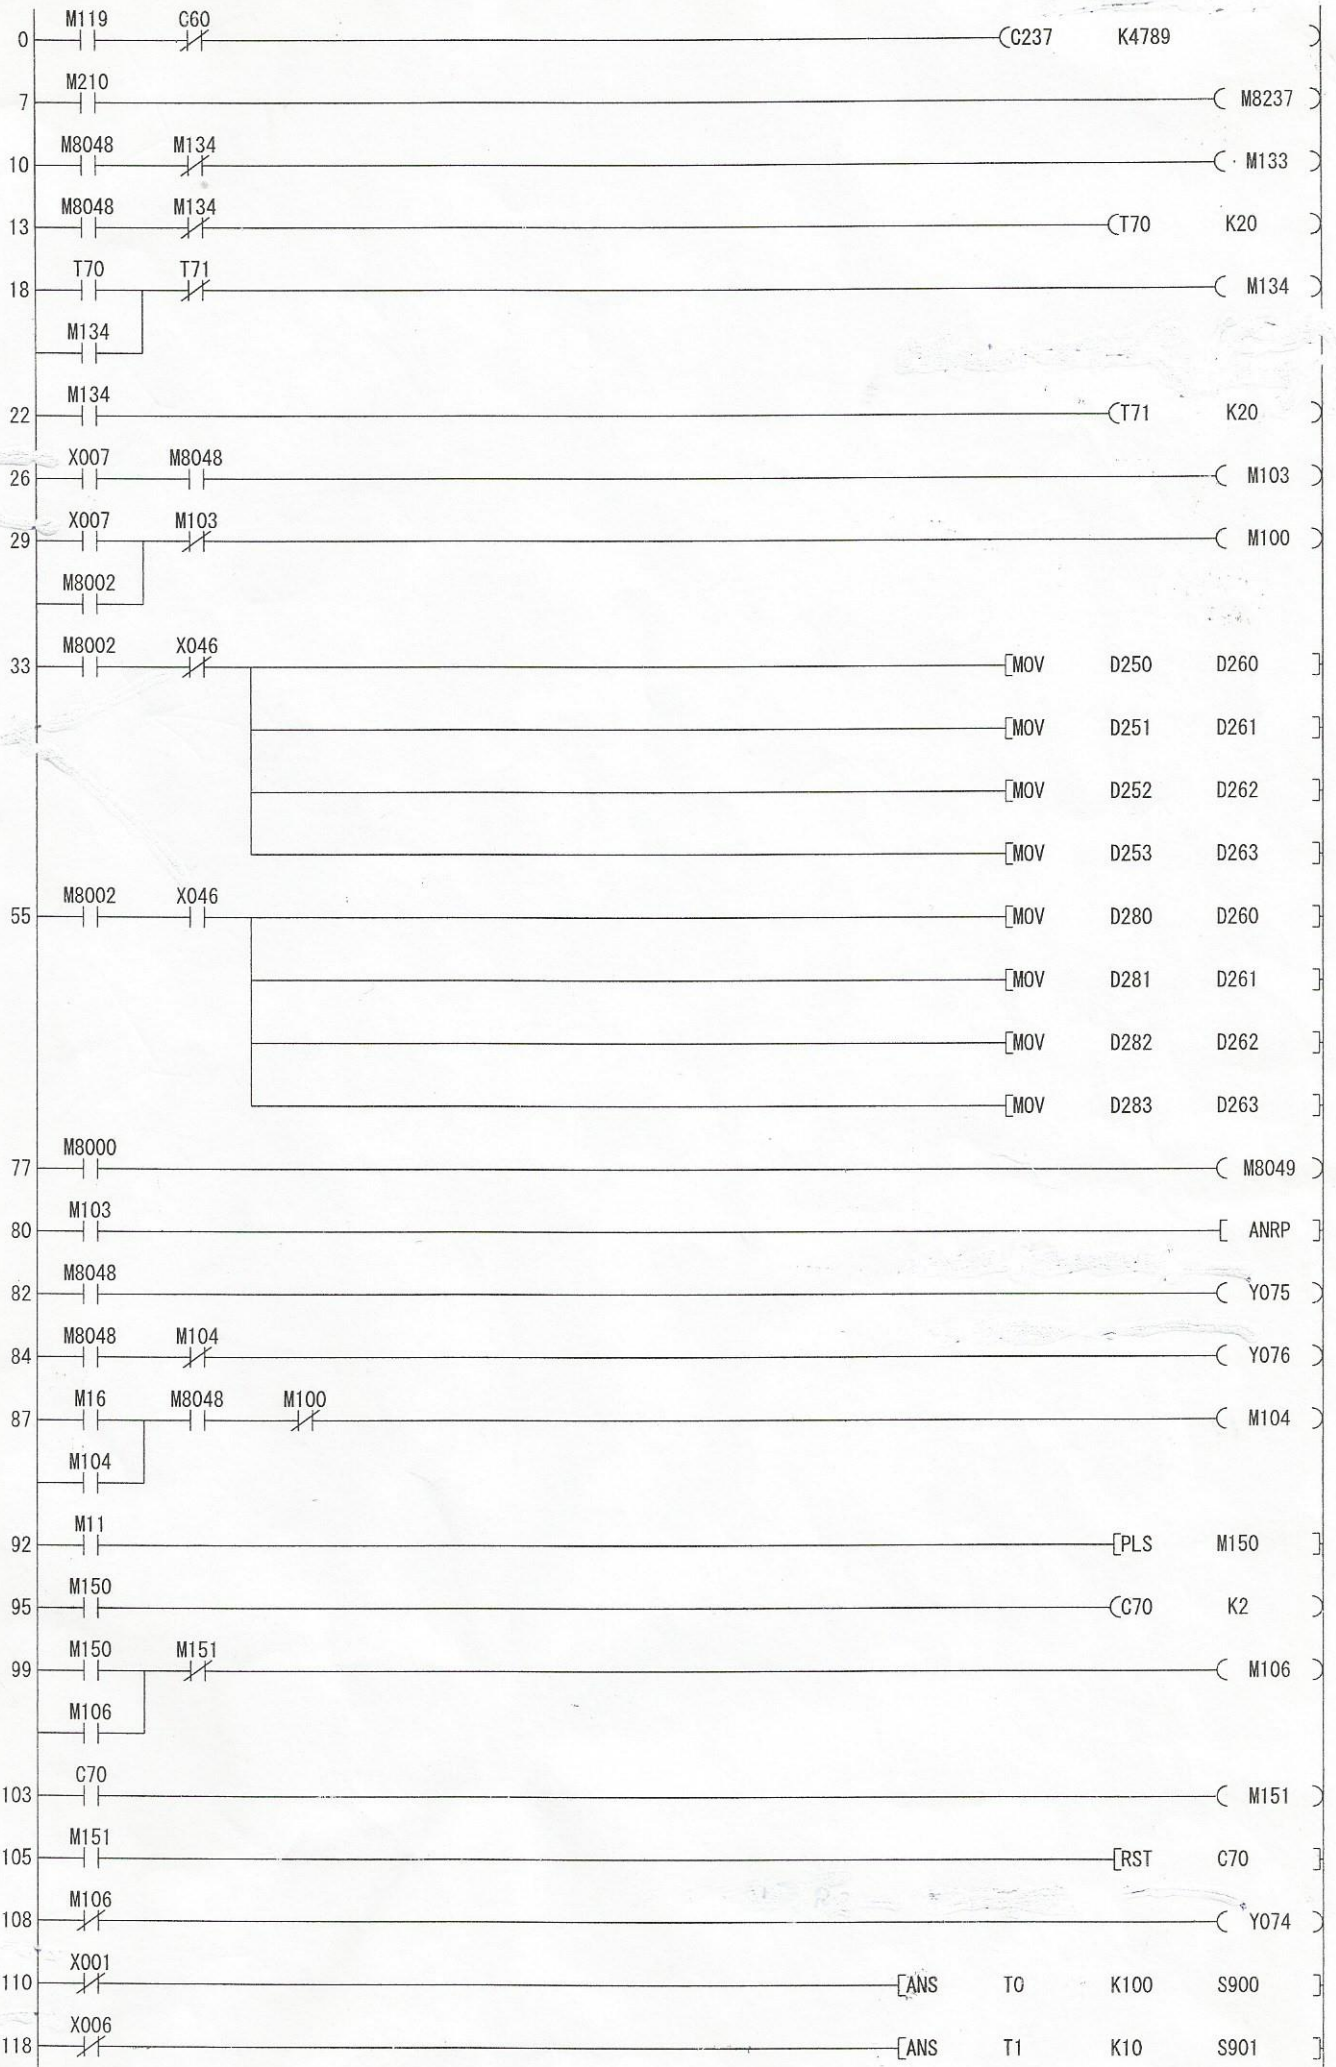 M119 C60
0 C237 K4789
M210
7 M8237
M8048 M134
10 M133
M8048 M134
13 T70 K20
T70 T71
18 M134
M134
M134
22 T71 K20
X007 M8048
26 M103
X007 M103
29 M100
M8002
M8002 X046
33 MOV D250 D260
MOV D251 D261
MOV D252 D262
MOV D253 D263
M8002 X046
55 MOV D280 D260
MOV D281 D261
MOV D282 D262
MOV D283 D263
M8000
77 M8049
M103
80 ANRP
M8048
82 Y075
M8048 M104
84 Y076
M16 M8048 M100
87 M104
M104
M11
92 PLS M150
M150
95 C70 K2
M150 M151
99 M106
M106
C70
103 M151
M151
105 RST C70
M106
108 Y074
X001
110 ANS T0 K100 S900
X006
118 ANS T1 K10 S901